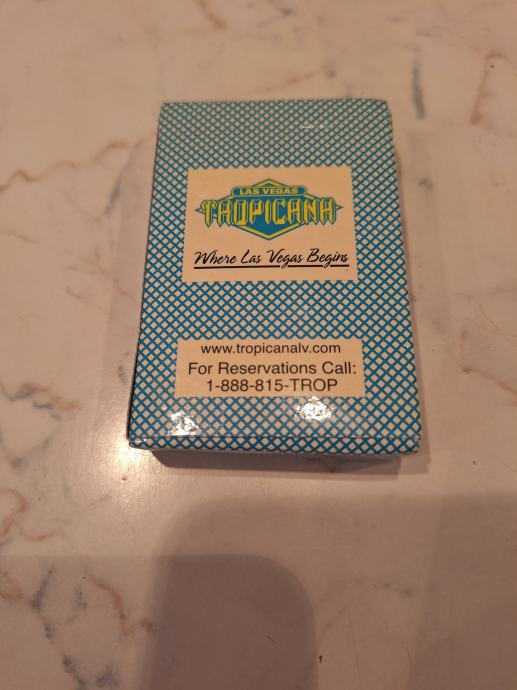 LAS VEGAS
TROPICANA
Where Las Vegas Begins
www.tropicanalv.com
For Reservations Call:
1-888-815-TROP